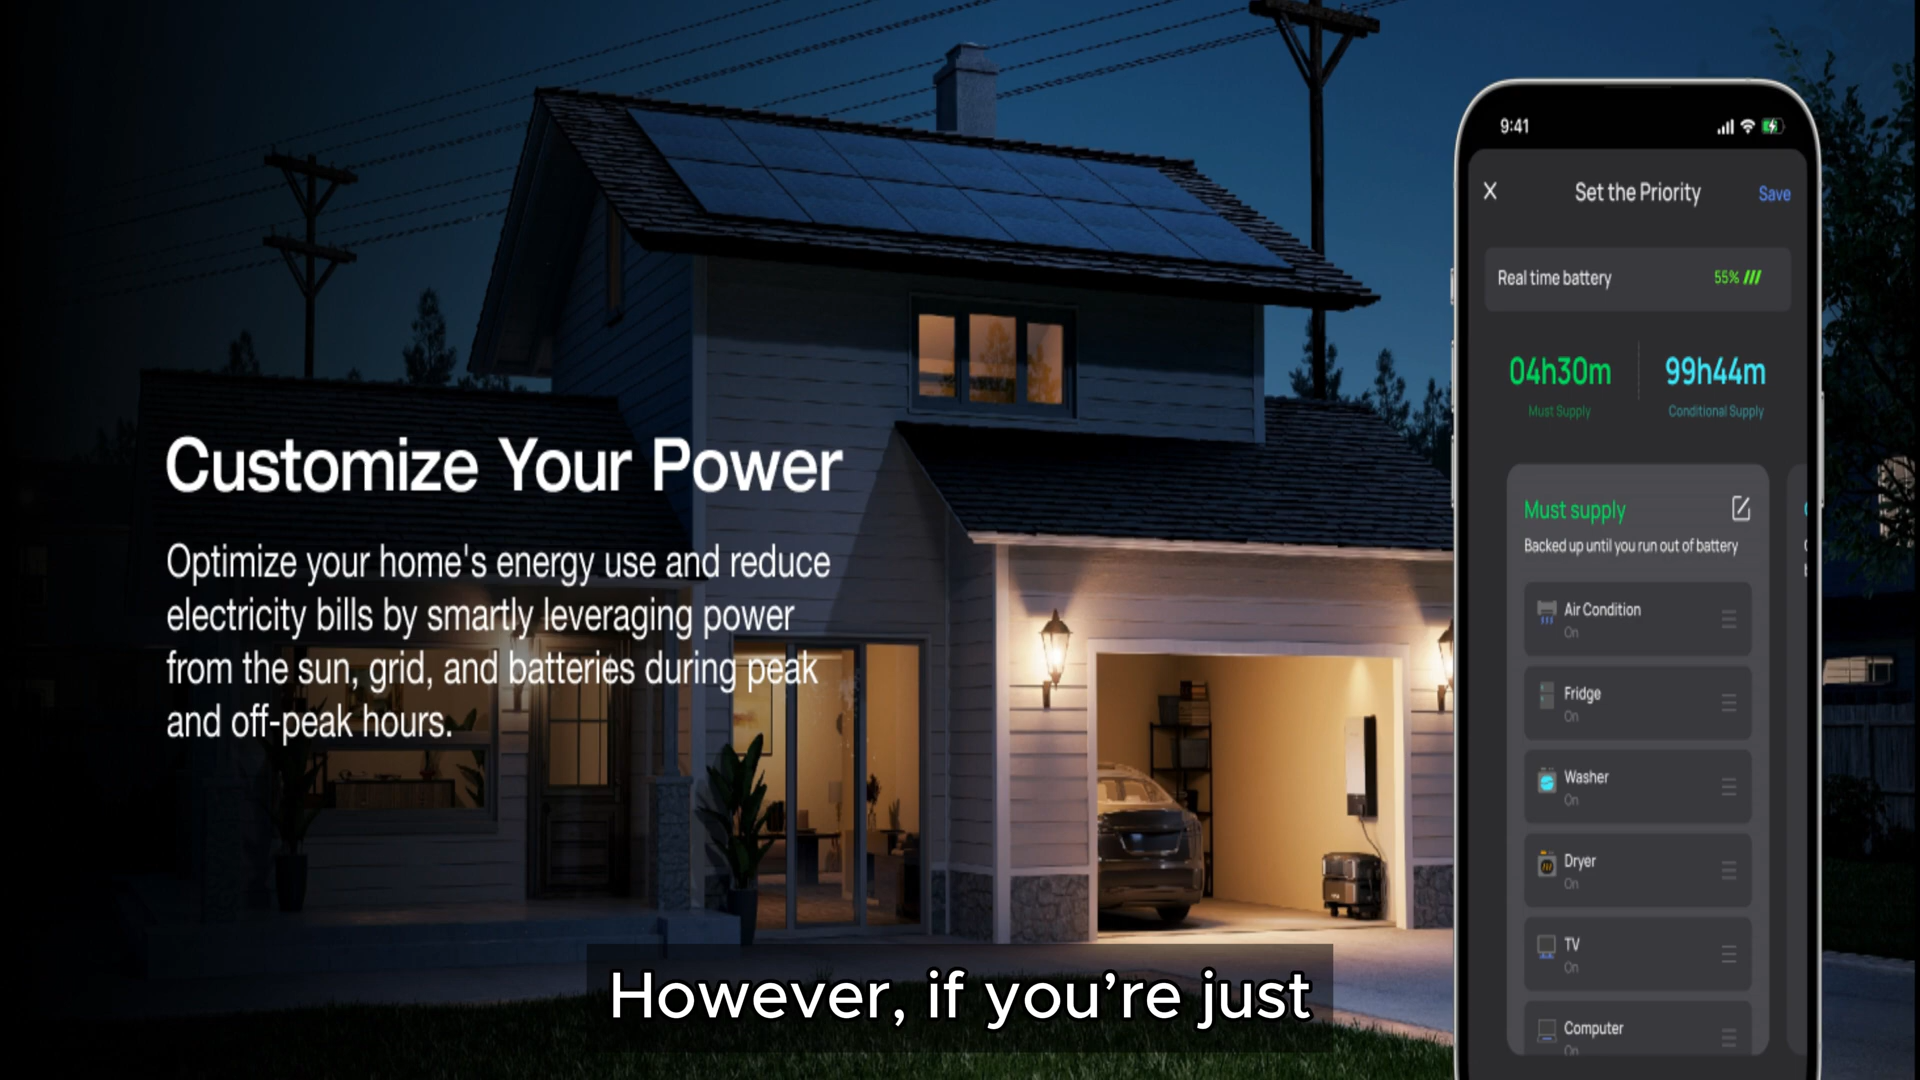 Customize Your Power
Optimize your home's energy use and reduce
electricity bills by smartly leveraging power
from the sun, grid, and batteries during peak
and off-peak hours.
However, if you’re just
9:41
Set the Priority
Save
Real time battery
55%
04h30m
99h44m
Must Supply
Conditional Supply
Must supply
Backed up until you run out of battery
Air Condition
On
Fridge
On
Washer
On
Dryer
On
TV
On
Computer
On